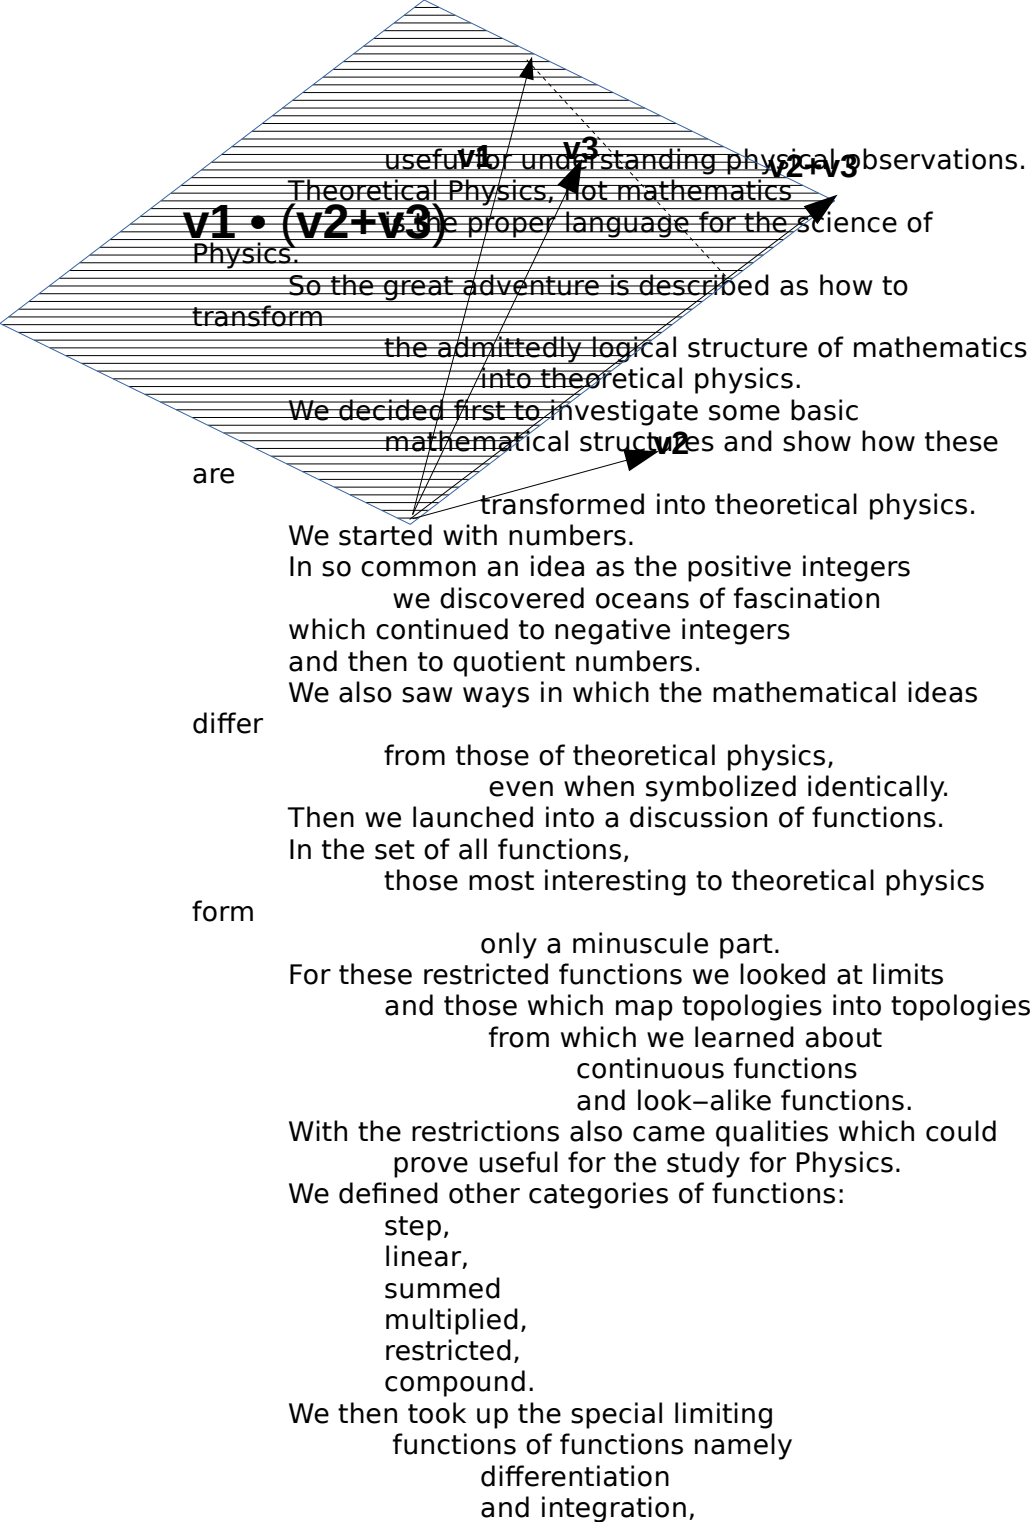 v1
v3
useful for understanding physical observations.
v2+v3
Theoretical Physics, not mathematics
v1 • (v2+v3)
is the proper language for the science of
Physics.
So the great adventure is described as how to
transform
the admittedly logical structure of mathematics
into theoretical physics.
We decided first to investigate some basic
mathematical structures and show how these
v2
are
transformed into theoretical physics.
We started with numbers.
In so common an idea as the positive integers
we discovered oceans of fascination
which continued to negative integers
and then to quotient numbers.
We also saw ways in which the mathematical ideas
differ
from those of theoretical physics,
even when symbolized identically.
Then we launched into a discussion of functions.
In the set of all functions,
those most interesting to theoretical physics
form
only a minuscule part.
For these restricted functions we looked at limits
and those which map topologies into topologies
from which we learned about
continuous functions
and look–alike functions.
With the restrictions also came qualities which could
prove useful for the study for Physics.
We defined other categories of functions:
step,
linear,
summed
multiplied,
restricted,
compound.
We then took up the special limiting
functions of functions namely
differentiation
and integration,